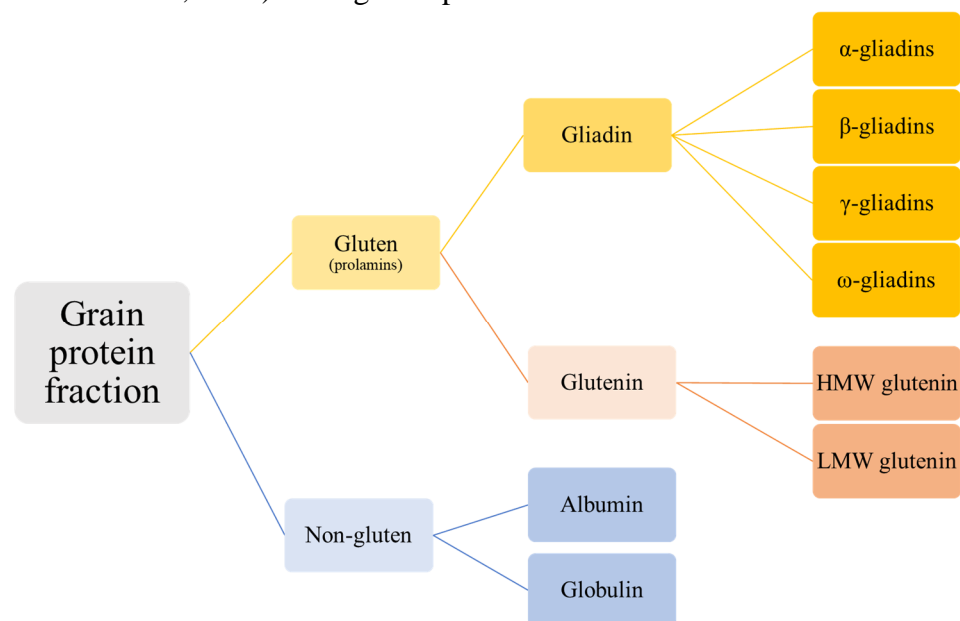 α-gliadins
Gliadin
β-gliadins
γ-gliadins
Gluten
(prolamins)
ω-gliadins
Grain
protein
fraction
Glutenin
HMW glutenin
LMW glutenin
Non-gluten
Albumin
Globulin